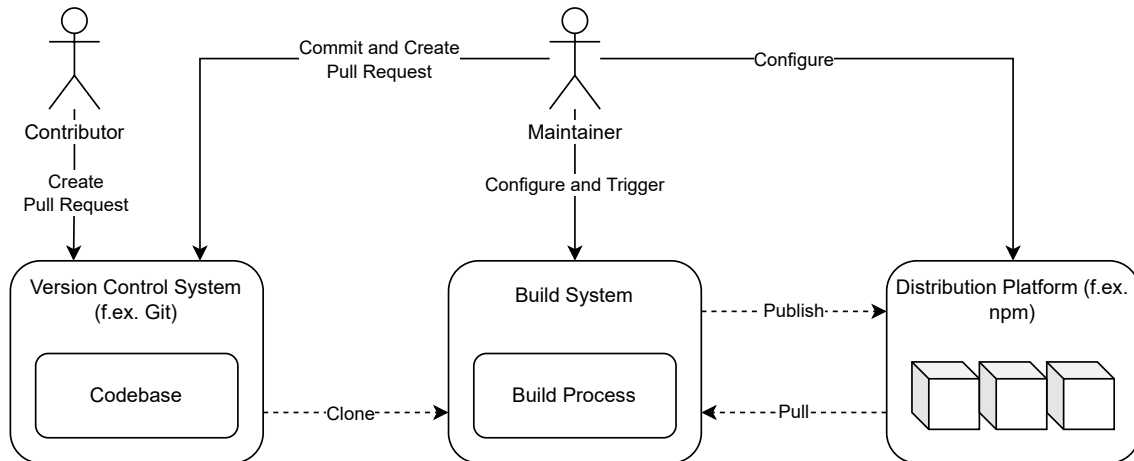 Commit and Create
Pull Request
Configure
Contributor
Maintainer
Create
Pull Request
Configure and Trigger
Version Control System
(f.ex. Git)
Build System
Distribution Platform (f.ex.
npm)
Publish
Codebase
Build Process
Clone
Pull